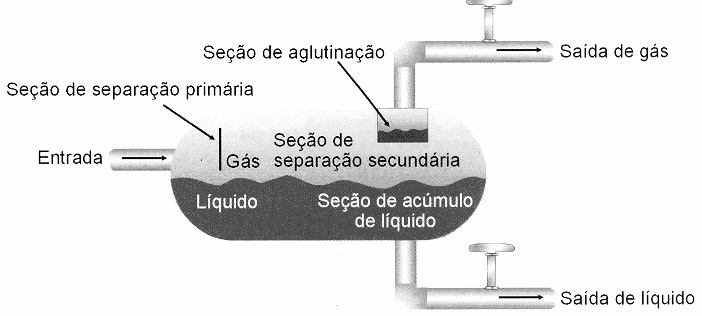 Seção de aglutinação
Saída de gás
Seção de separação primária
Entrada
Gás
Seção de
separação secundária
Líquido
Seção de acúmulo
de líquido
Saída de líquido